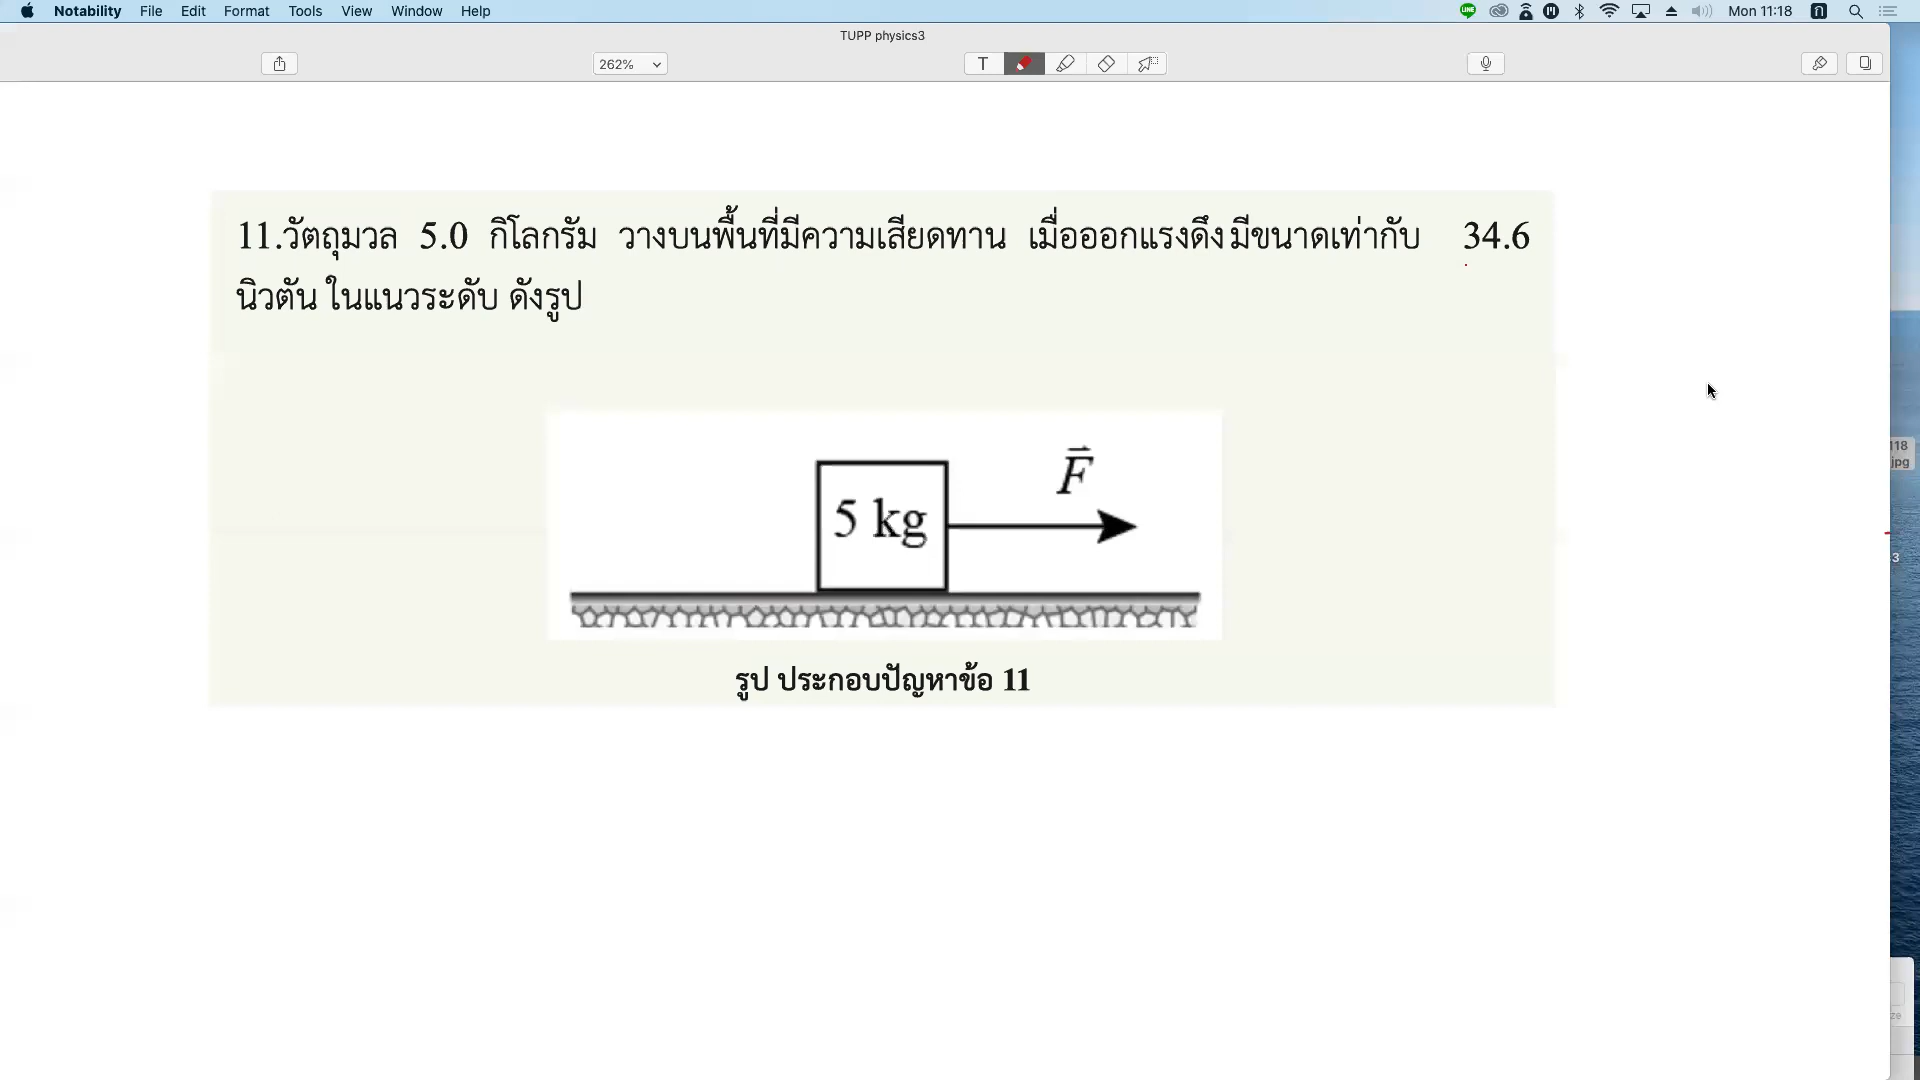 Notability File Edit Format Tools View Window Help Mon 11:18
TUPP physics3
262% T
11.วัตถุมวล 5.0 กิโลกรัม วางบนพื้นที่มีความเสียดทาน เมื่อออกแรงดึงมีขนาดเท่ากับ 34.6
นิวตัน ในแนวระดับ ดังรูป
118
jpg
F
5 kg
3
รูป ประกอบปัญหาข้อ 11
ze